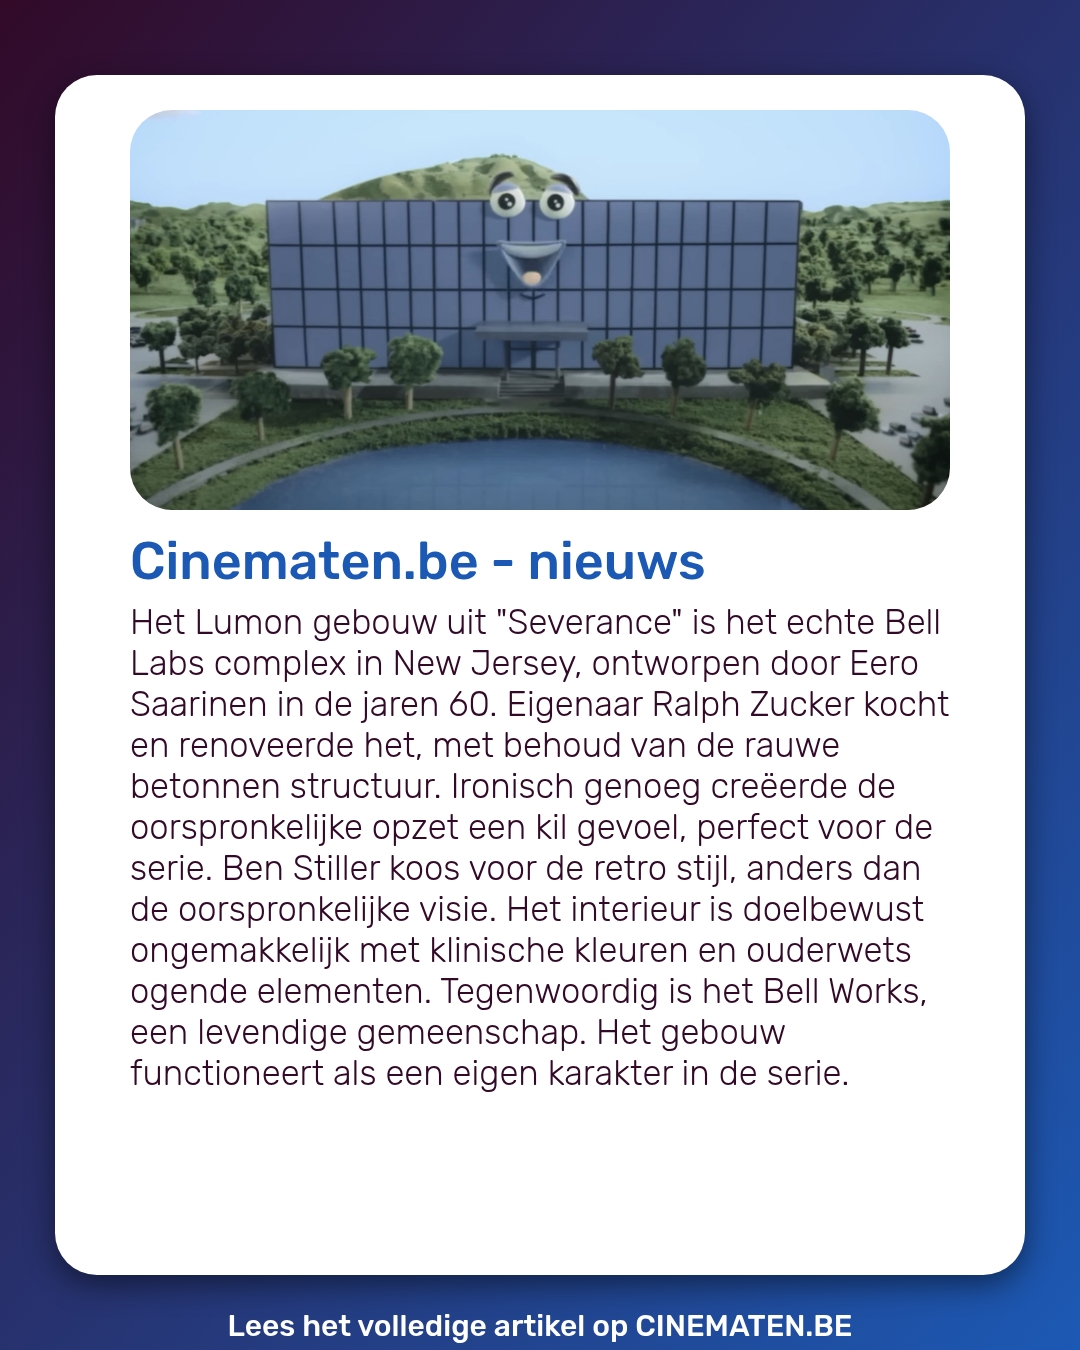 Cinematen.be - nieuws
Het Lumon gebouw uit "Severance" is het echte Bell
Labs complex in New Jersey, ontworpen door Eero
Saarinen in de jaren 60. Eigenaar Ralph Zucker kocht
en renoveerde het, met behoud van de rauwe
betonnen structuur. Ironisch genoeg creëerde de
oorspronkelijke opzet een kil gevoel, perfect voor de
serie. Ben Stiller koos voor de retro stijl, anders dan
de oorspronkelijke visie. Het interieur is doelbewust
ongemakkelijk met klinische kleuren en ouderwets
ogende elementen. Tegenwoordig is het Bell Works,
een levendige gemeenschap. Het gebouw
functioneert als een eigen karakter in de serie.
Lees het volledige artikel op CINEMATEN.BE